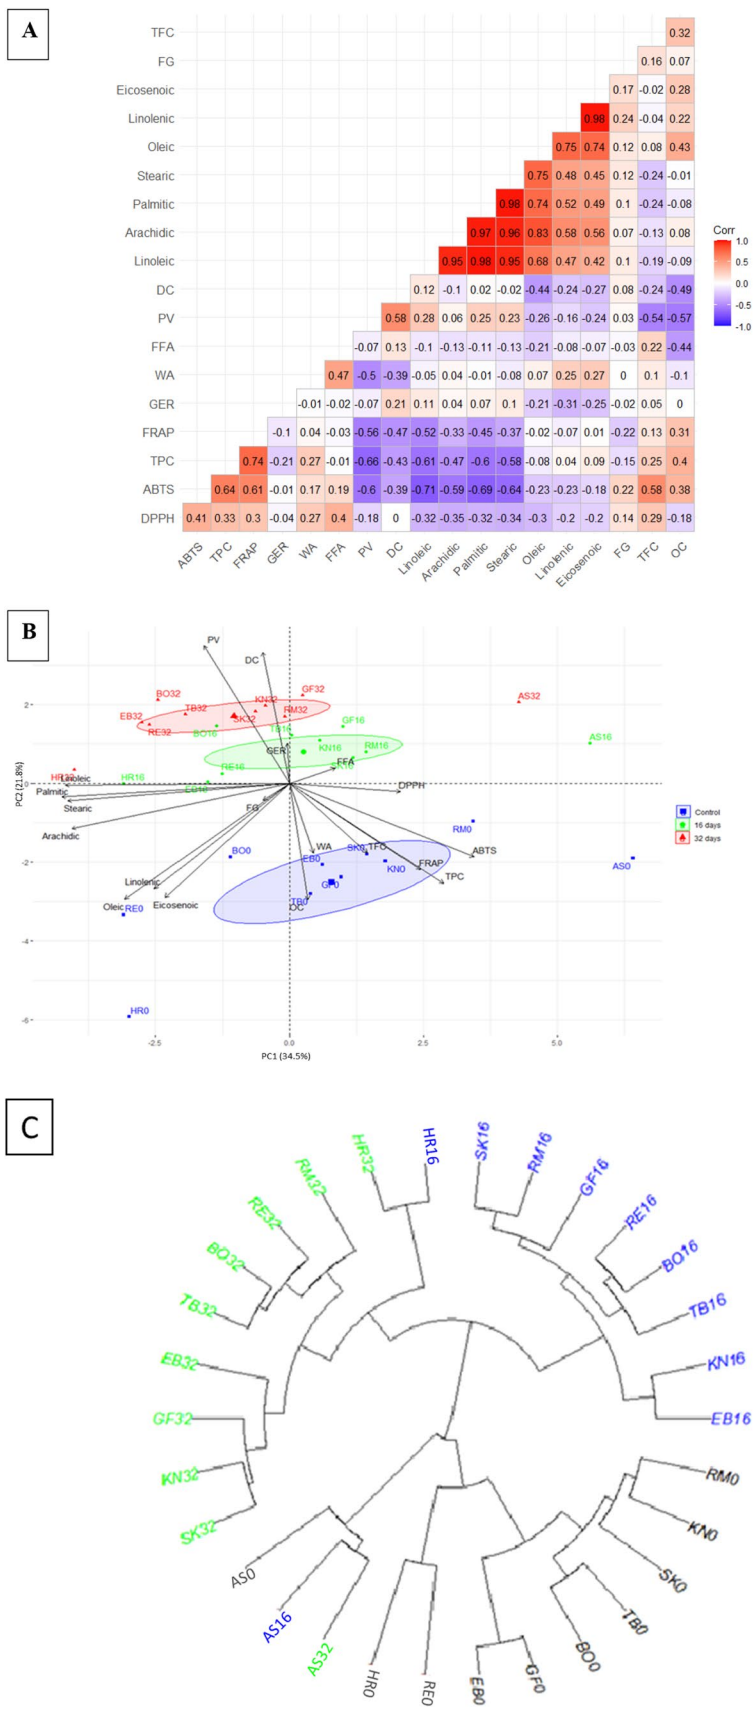 A
TFC 0.32
FG 0.16 0.07
Eicosenoic 0.17 -0.02 0.28
Linolenic 0.98 0.24 -0.04 0.22
Oleic 0.75 0.74 0.12 0.08 0.43
Stearic 0.75 0.48 0.45 0.12 -0.24 -0.01
Palmitic 0.98 0.74 0.52 0.49 0.1 -0.24 -0.08
Arachidic 0.97 0.96 0.83 0.58 0.56 0.07 -0.13 0.08
Linoleic 0.95 0.98 0.95 0.68 0.47 0.42 0.1 -0.19 -0.09
DC 0.12 -0.1 0.02 -0.02 -0.44 -0.24 -0.27 0.08 -0.24 -0.49
PV 0.58 0.28 0.06 0.25 0.23 -0.26 -0.16 -0.24 0.03 -0.54 -0.57
FFA -0.07 0.13 -0.1 -0.13 -0.11 -0.13 -0.21 -0.08 -0.07 -0.03 0.22 -0.44
WA 0.47 -0.5 -0.39 -0.05 0.04 -0.01 -0.08 0.07 0.25 0.27 0 0.1 -0.1
GER -0.01 -0.02 -0.07 0.21 0.11 0.04 0.07 0.1 -0.21 -0.31 -0.25 -0.02 0.05 0
FRAP -0.1 0.04 -0.03 -0.56 -0.47 -0.52 -0.33 -0.45 -0.37 -0.02 -0.07 0.01 -0.22 0.13 0.31
TPC 0.74 -0.21 0.27 -0.01 -0.66 -0.43 -0.61 -0.47 -0.6 -0.58 -0.08 0.04 0.09 -0.15 0.25 0.4
ABTS 0.64 0.61 -0.01 0.17 0.19 -0.6 -0.39 -0.71 -0.59 -0.69 -0.64 -0.23 -0.23 -0.18 0.22 0.58 0.38
DPPH 0.41 0.33 0.3 -0.04 0.27 0.4 -0.18 0 -0.32 -0.35 -0.32 -0.34 -0.3 -0.2 -0.2 0.14 0.29 -0.18
ABTS TPC FRAP GER WA FFA PV DC Linoleic Arachidic Palmitic Stearic Oleic Linolenic Eicosenoic FG TFC OC
Corr
1.0
0.5
0.0
-0.5
-1.0
B
PV
DC
BO32 KN32 GF32 AS32
EB32 TB32 SK32 RM32
RE32 BO16 TB16 GF16
GER KN16 RM16 AS16
FFA
HR32 Linoleic HR16 RE16 DPPH
Palmitic
Stearic FG
Arachidic
BO0 EB0 WA SK0 TFC RM0 ABTS AS0
KN0 FRAP
TPC
Linolenic GF0
Oleic RE0 Eicosenoic TB0
OC
HR0
2
0
-2
-4
-6
PC2 (21.8%)
-2.5 0.0 2.5 5.0
PC1 (34.5%)
Control
16 days
32 days
C
HR32
HR16
SK16
RM16
GF16
RE16
BO16
TB16
KN16
EB16
RM0
KN0
SK0
TB0
BO0
GF0
EB0
RE0
HR0
AS32
AS16
AS0
SK32
KN32
GF32
EB32
TB32
BO32
RE32
RM32